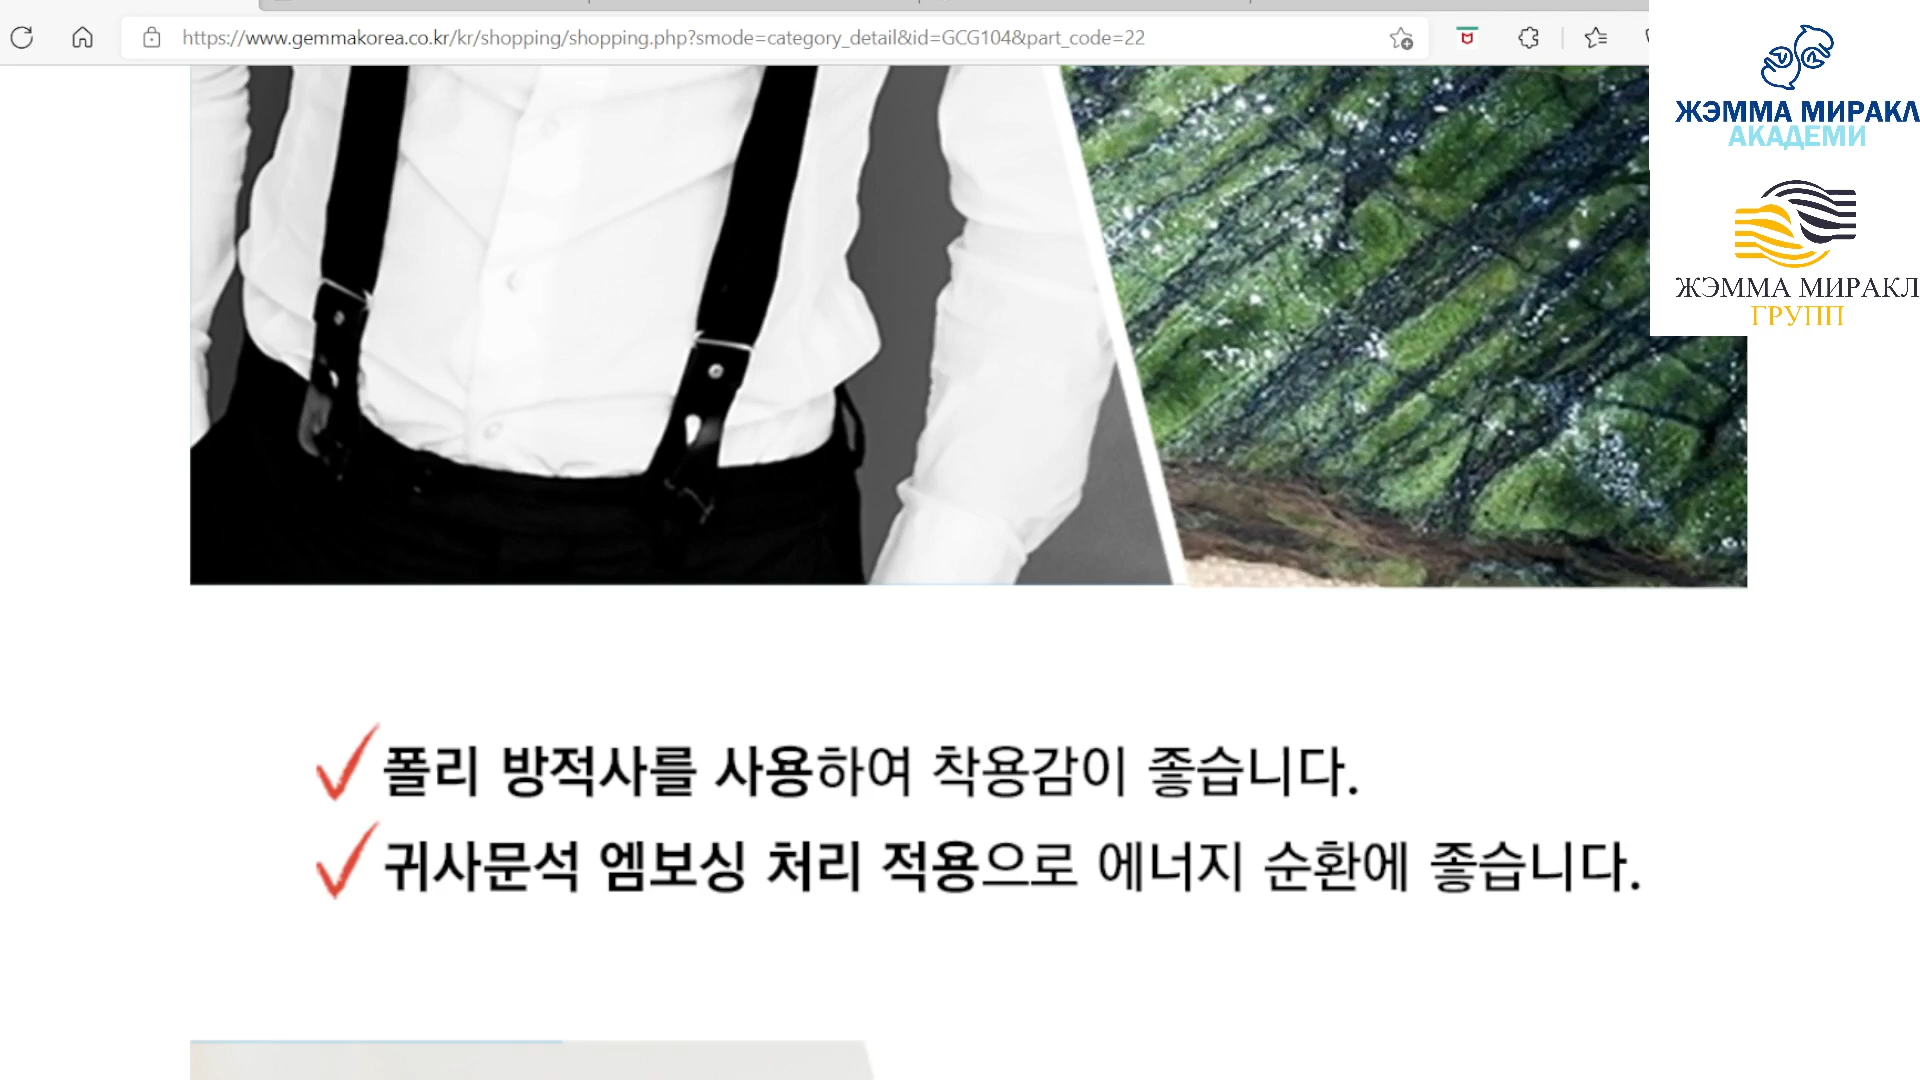 https://www.gemmakorea.co.kr/kr/shopping/shopping.php?smode=category_detail&id=GCG104&part_code=22
ЖЭММА МИРАКЛ
АКАДЕМИ
ЖЭММА МИРАКЛ
ГРУПП
폴리 방적사를 사용하여 착용감이 좋습니다.
귀사문석 엠보싱 처리 적용으로 에너지 순환에 좋습니다.